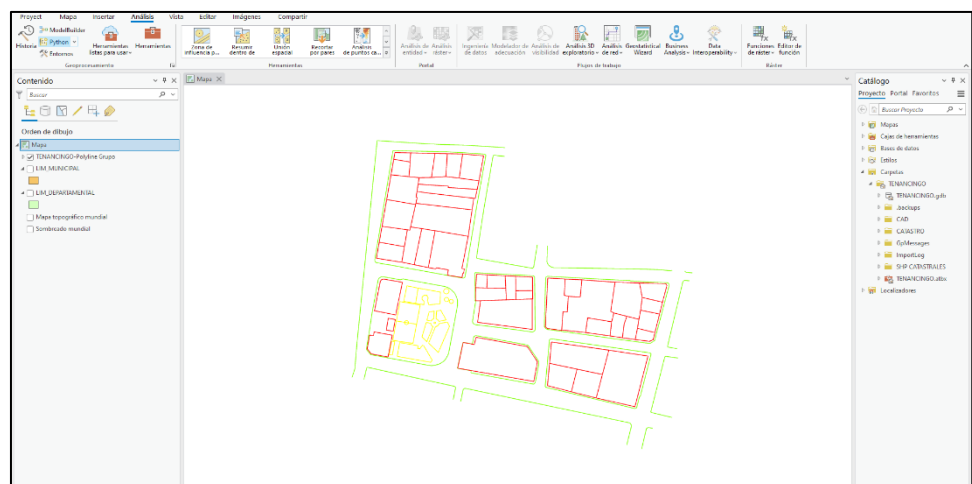 Proyect Mapa Insertar Análisis Vista Editar Imágenes Compartir
Historia
ModelBuilder
Python
Entornos
Herramientas listas para usar
Herramientas
Geoprocesamiento
Zona de influencia p...
Resumir dentro de
Unión espacial
Recortar por pares
Análisis de puntos ca...
Herramientas
Análisis de entidad
Análisis ráster
Portal
Ingeniería de datos
Modelador de adecuación
Análisis de visibilidad
Análisis 3D exploratorio
Análisis de red
Geostatistical Wizard
Business Analysis
Data Interoperability
Flujos de trabajo
Funciones de ráster
Editor de función
Ráster
Contenido
Buscar
Orden de dibujo
Mapa
TENANCINGO-Polyline Grupo
LIM_MUNICIPAL
LIM_DEPARTAMENTAL
Mapa topográfico mundial
Sombreado mundial
Mapa
Catálogo
Proyecto Portal Favoritos
Buscar Proyecto
Mapas
Cajas de herramientas
Bases de datos
Estilos
Carpetas
TENANCINGO
TENANCINGO.gdb
.backups
CAD
CATASTRO
GpMessages
ImportLog
SHP CATASTRALES
TENANCINGO.atbx
Localizadores